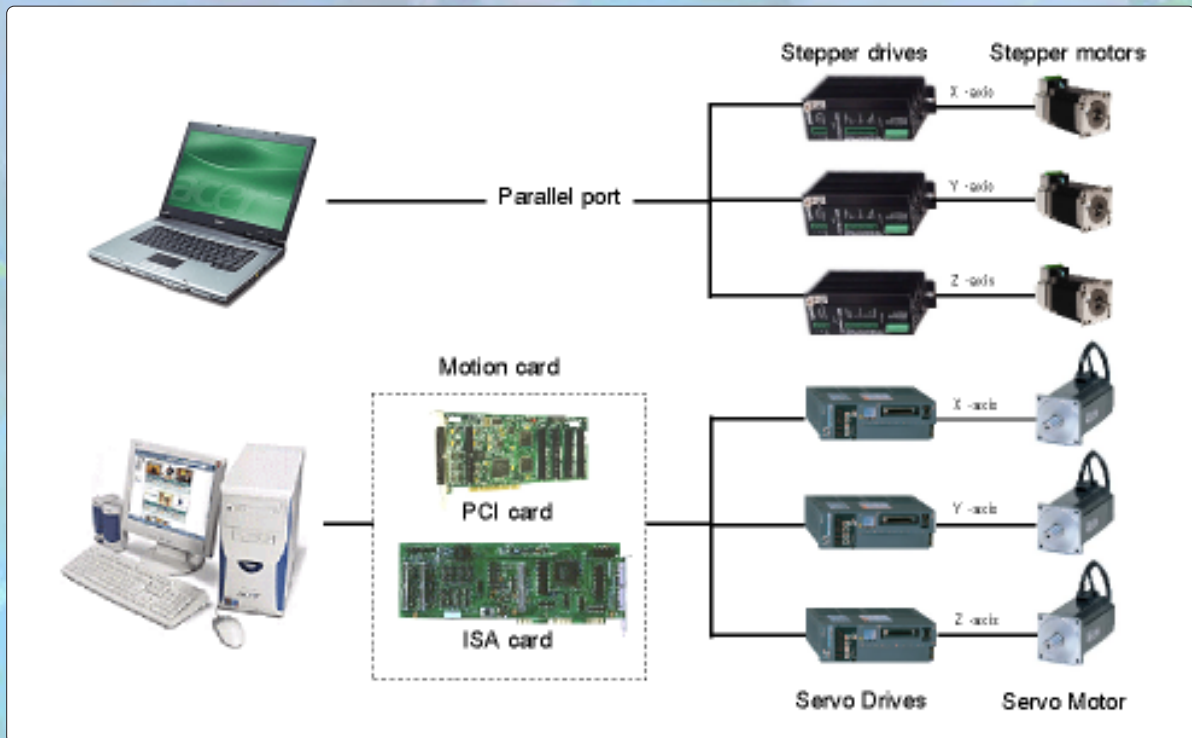 Stepper drives
Stepper motors
X -axis
Parallel port
Y -axis
Z -axis
acer
Motion card
X -axis
PCI card
Y -axis
ISA card
Z -axis
Servo Drives
Servo Motor